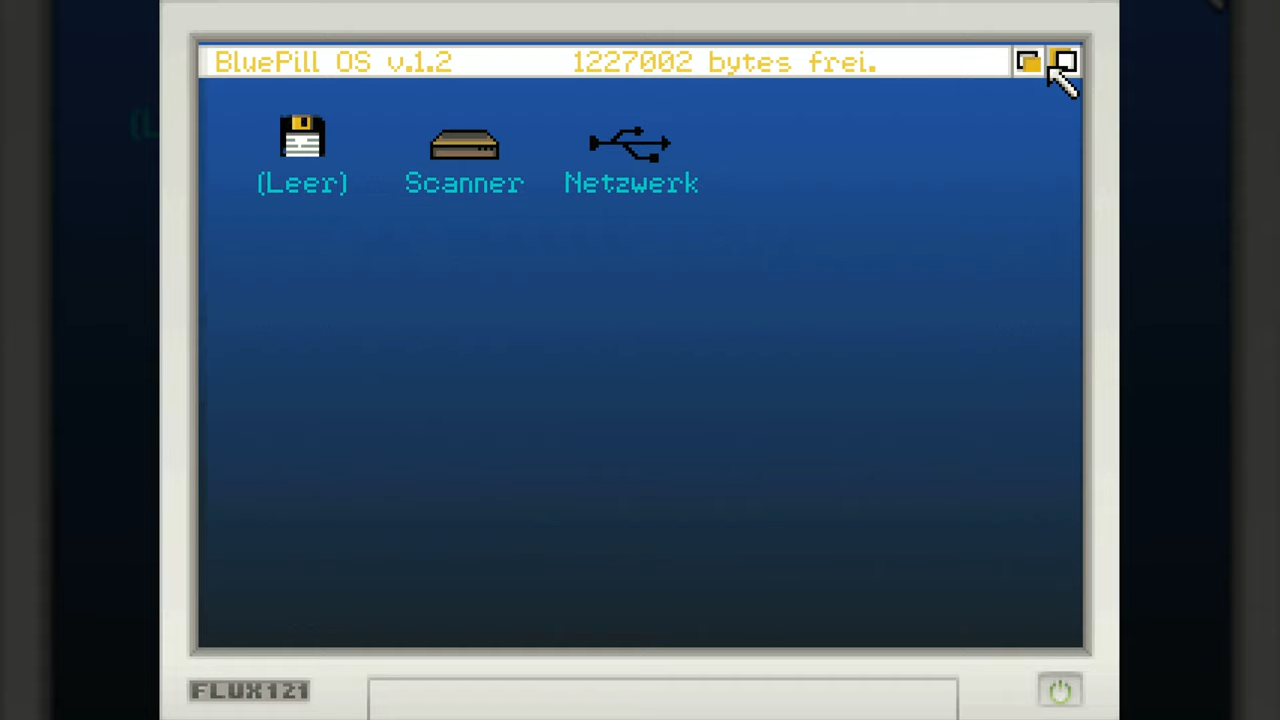 BluePill OS v.1.2 1227002 bytes frei.
(Leer) Scanner Netzwerk
FLUX121